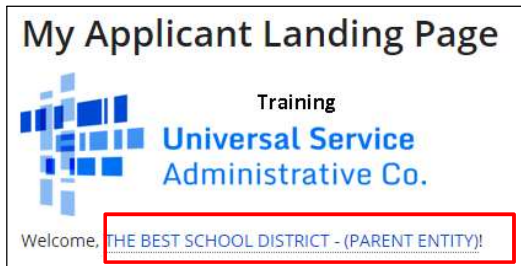 My Applicant Landing Page
Training
Universal Service
Administrative Co.
Welcome, THE BEST SCHOOL DISTRICT - (PARENT ENTITY)!